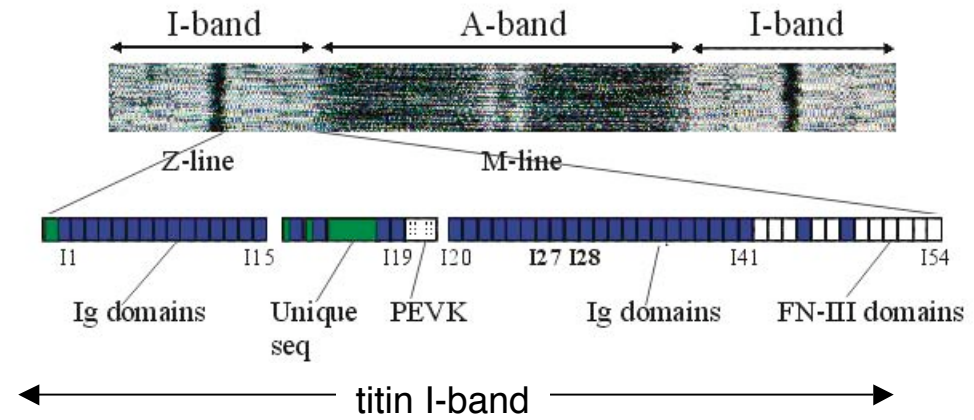 I-band A-band I-band
Z-line M-line
I1 I15 I19 I20 I27 I28 I41 I54
Ig domains Unique seq PEVK Ig domains FN-III domains
titin I-band